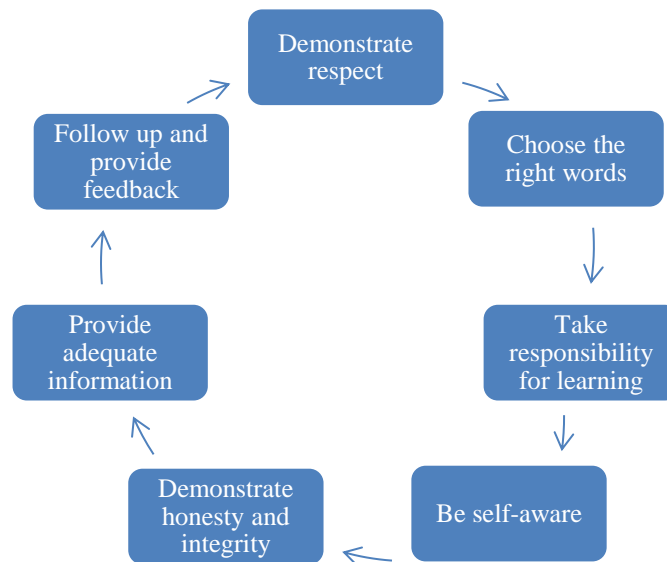 Demonstrate
respect
Choose the
right words
Take
responsibility
for learning
Be self-aware
Demonstrate
honesty and
integrity
Provide
adequate
information
Follow up and
provide
feedback